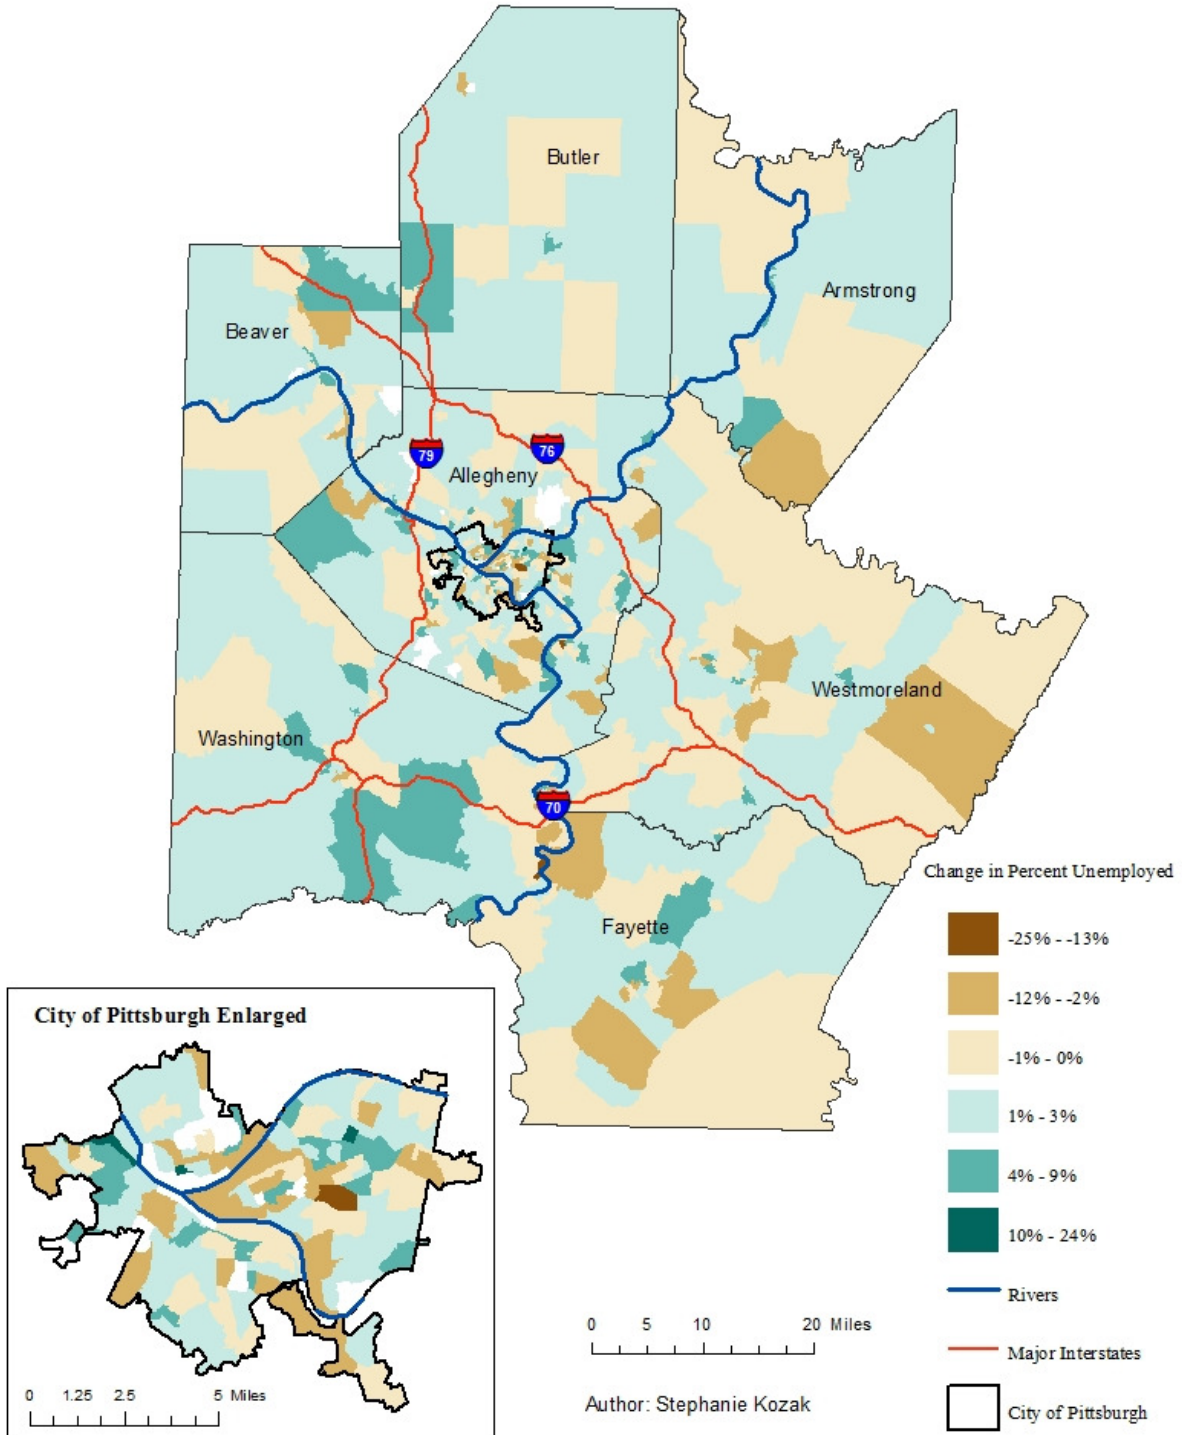 Butler
Armstrong
Beaver
79
76
Allegheny
Westmoreland
Washington
70
Fayette
Change in Percent Unemployed
-25% - -13%
-12% - -2%
-1% - 0%
1% - 3%
4% - 9%
10% - 24%
Rivers
Major Interstates
City of Pittsburgh
City of Pittsburgh Enlarged
0 1.25 2.5 5 Miles
0 5 10 20 Miles
Author: Stephanie Kozak